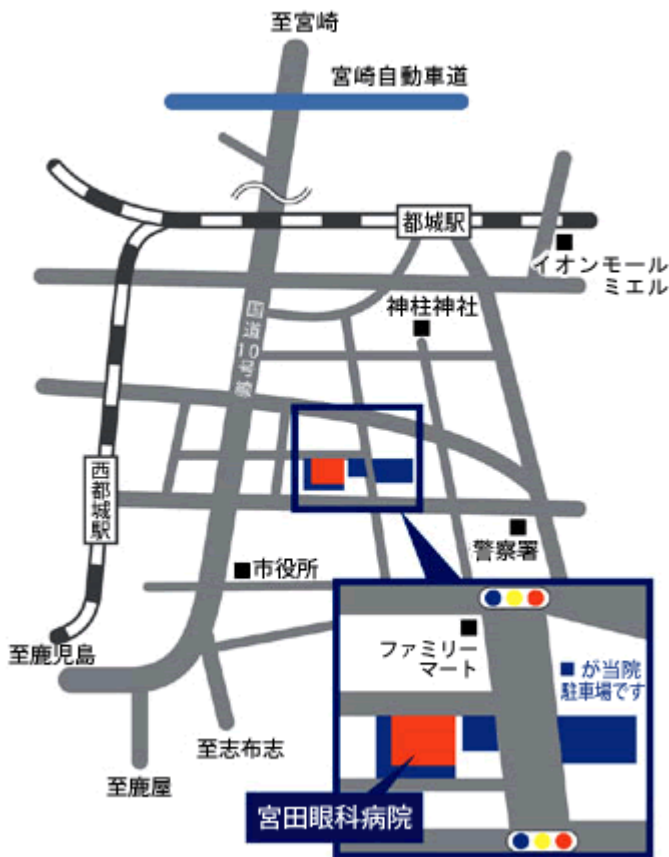 至宮崎
宮崎自動車道
都城駅
イオンモール
ミエル
神柱神社
国道10号線
西都城駅
警察署
市役所
至鹿児島
ファミリー
マート
■が当院
駐車場です
至志布志
至鹿屋
宮田眼科病院